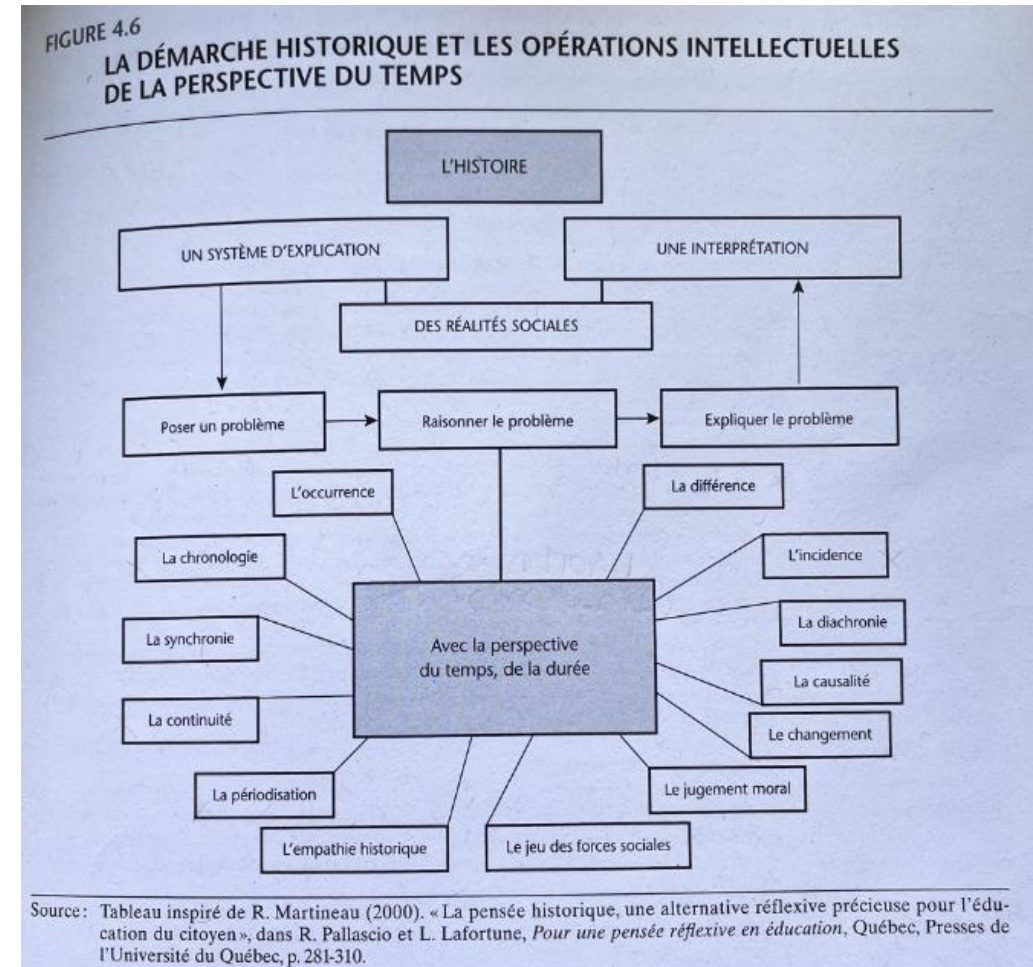 FIGURE 4.6
LA DÉMARCHE HISTORIQUE ET LES OPÉRATIONS INTELLECTUELLES
DE LA PERSPECTIVE DU TEMPS
L'HISTOIRE
UN SYSTÈME D'EXPLICATION
UNE INTERPRÉTATION
DES RÉALITÉS SOCIALES
Poser un problème
Raisonner le problème
Expliquer le problème
L'occurrence
La différence
La chronologie
L'incidence
La synchronie
Avec la perspective
du temps, de la durée
La diachronie
La causalité
La continuité
Le changement
La périodisation
Le jugement moral
L'empathie historique
Le jeu des forces sociales
Source: Tableau inspiré de R. Martineau (2000). « La pensée historique, une alternative réflexive précieuse pour l'édu-
cation du citoyen », dans R. Pallascio et L. Lafortune, Pour une pensée réflexive en éducation, Québec, Presses de
l'Université du Québec, p. 281-310.